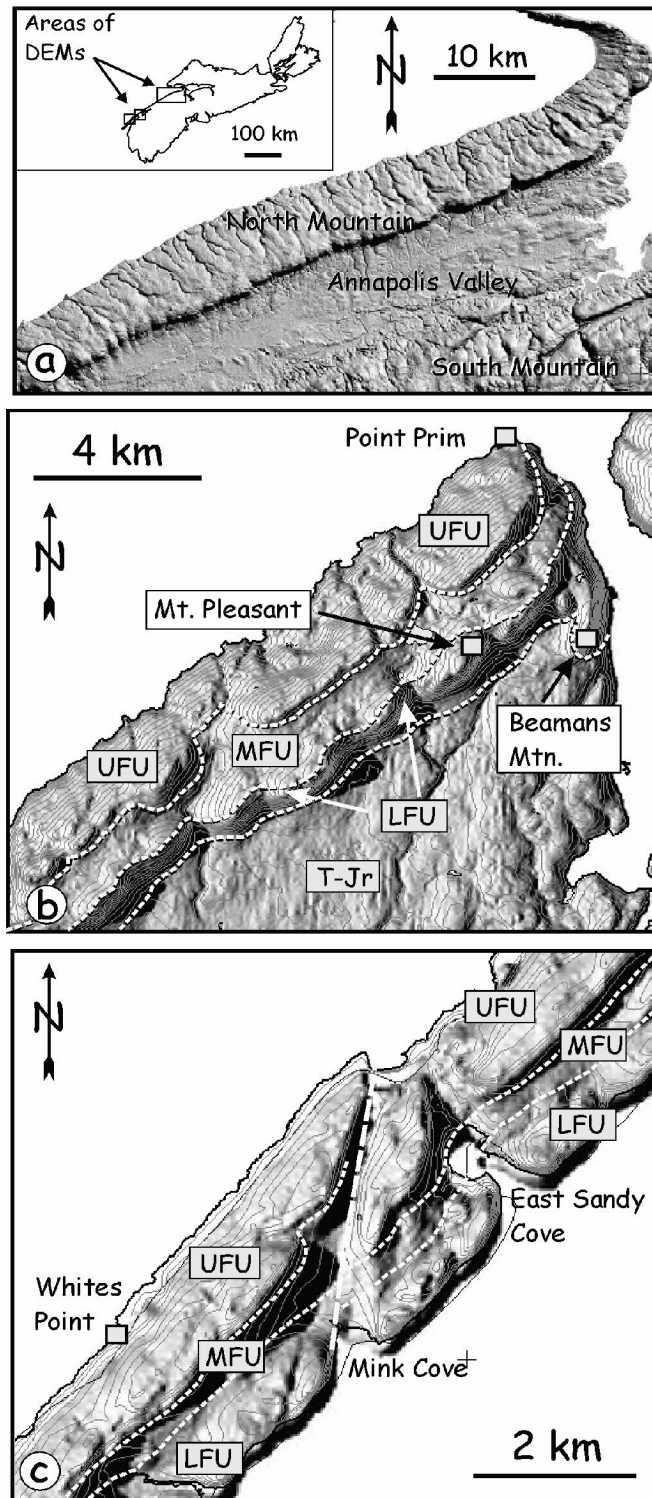 Areas of
DEMs
100 km
N
10 km
North Mountain
Annapolis Valley
South Mountain
a
4 km
N
Point Prim
UFU
Mt. Pleasant
Beamans
Mtn.
UFU
MFU
LFU
T-Jr
b
N
UFU
MFU
LFU
East Sandy
Cove
UFU
Whites
Point
MFU
Mink Cove
LFU
2 km
c